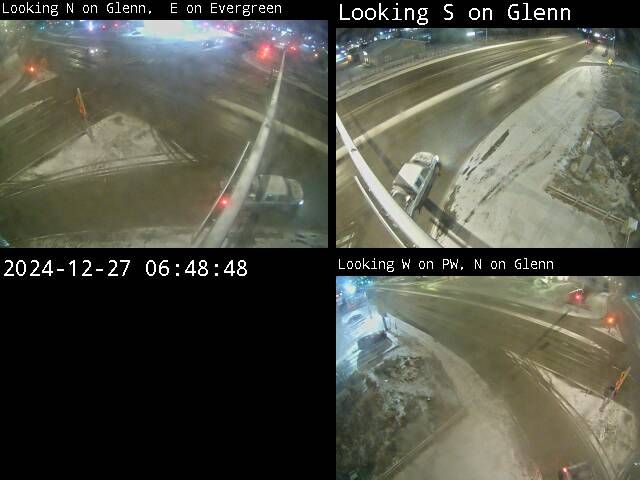 Looking N on Glenn,  E on Evergreen
Looking S on Glenn
2024-12-27 06:48:48
Looking W on PW, N on Glenn